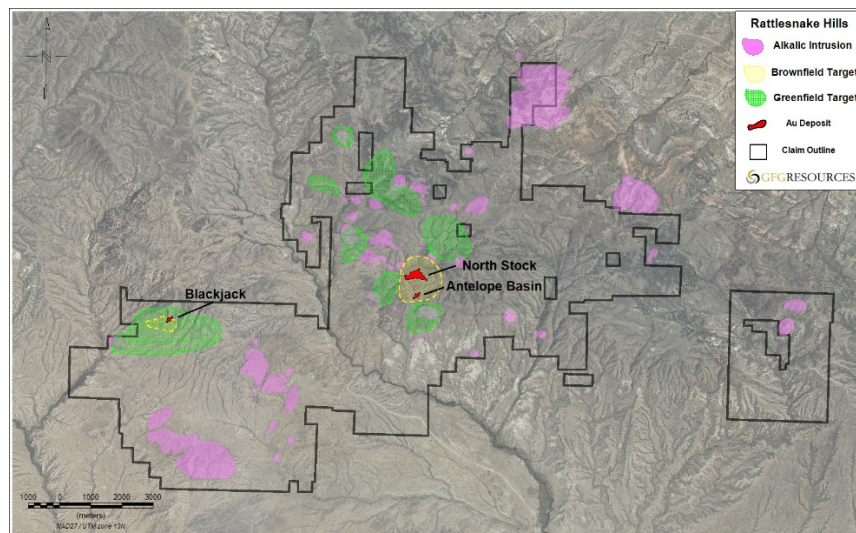 Rattlesnake Hills
Alkalic Intrusion
Brownfield Target
Greenfield Target
Au Deposit
Claim Outline
GFGRESOURCES
N
North Stock
Antelope Basin
Blackjack
1000 0 1000 2000 3000
(meters)
NAD27 / UTM zone 13N